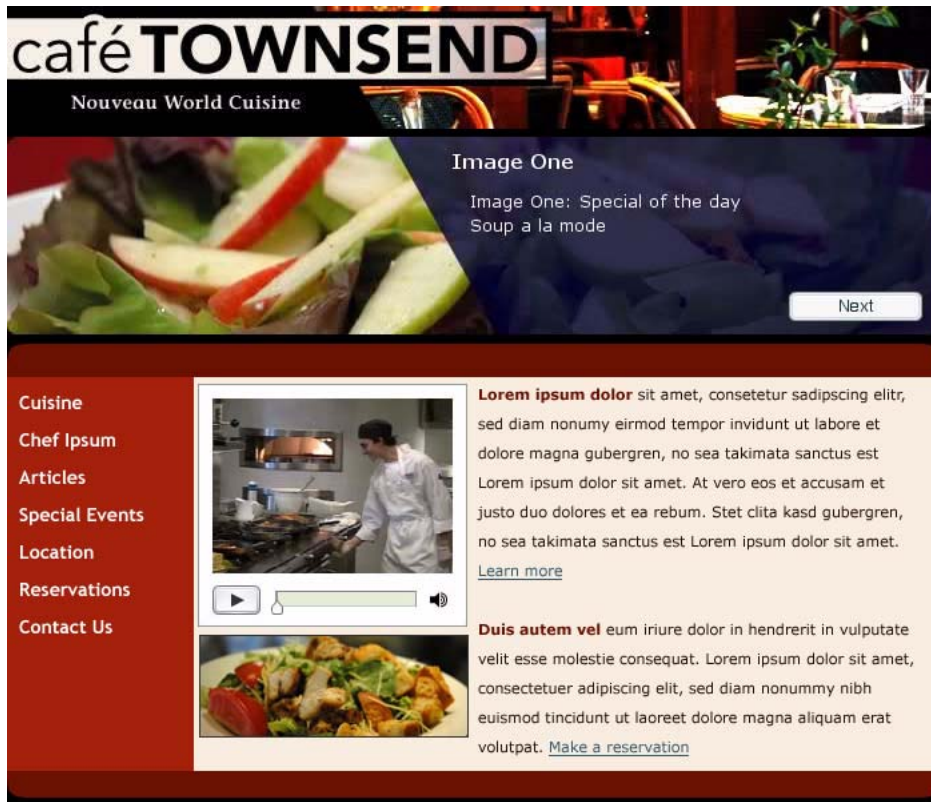 café TOWNSEND
Nouveau World Cuisine
Image One
Image One: Special of the day
Soup a la mode
Next
Cuisine
Chef Ipsum
Articles
Special Events
Location
Reservations
Contact Us
Lorem ipsum dolor sit amet, consetetur sadipscing elitr,
sed diam nonumy eirmod tempor invidunt ut labore et
dolore magna gubergren, no sea takimata sanctus est
Lorem ipsum dolor sit amet. At vero eos et accusam et
justo duo dolores et ea rebum. Stet clita kasd gubergren,
no sea takimata sanctus est Lorem ipsum dolor sit amet.
Learn more
Duis autem vel eum iriure dolor in hendrerit in vulputate
velit esse molestie consequat. Lorem ipsum dolor sit amet,
consectetuer adipiscing elit, sed diam nonummy nibh
euismod tincidunt ut laoreet dolore magna aliquam erat
volutpat. Make a reservation